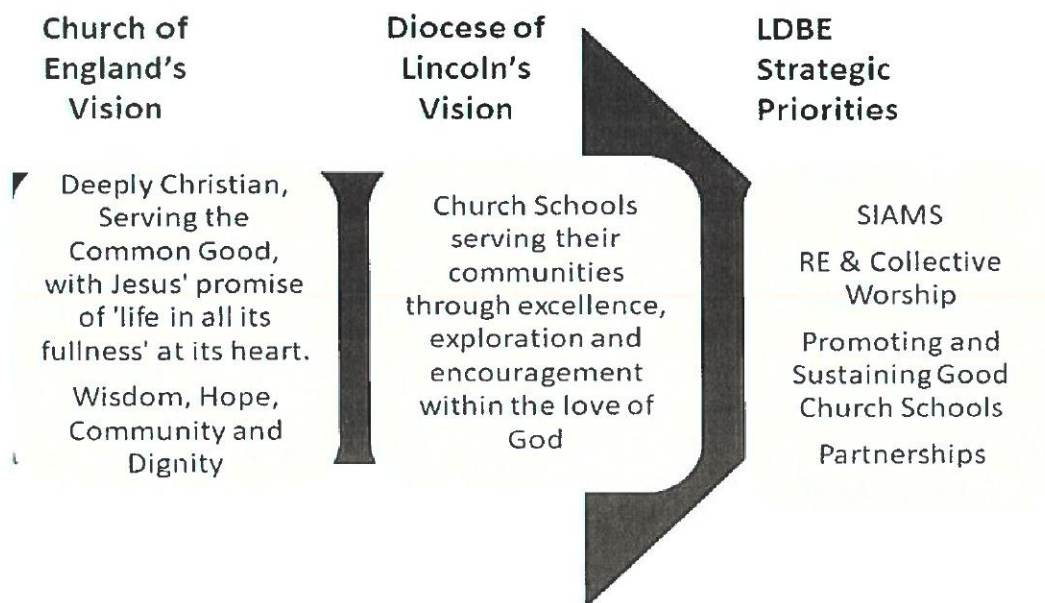 Church of
England's
Vision
Deeply Christian,
Serving the
Common Good,
with Jesus' promise
of 'life in all its
fullness' at its heart.
Wisdom, Hope,
Community and
Dignity
Diocese of
Lincoln's
Vision
Church Schools
serving their
communities
through excellence,
exploration and
encouragement
within the love of
God
LDBE
Strategic
Priorities
SIAMS
RE & Collective
Worship
Promoting and
Sustaining Good
Church Schools
Partnerships